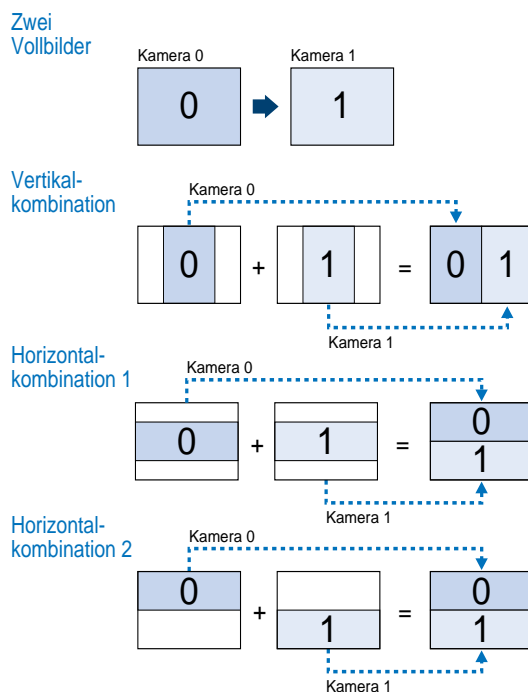 Zwei
Vollbilder
Kamera 0
Kamera 1
0
1
Vertikal-
kombination
Kamera 0
0
+
1
=
0
1
Kamera 1
Horizontal-
kombination 1
Kamera 0
0
+
1
=
0
1
Kamera 1
Horizontal-
kombination 2
Kamera 0
0
+
1
=
0
1
Kamera 1